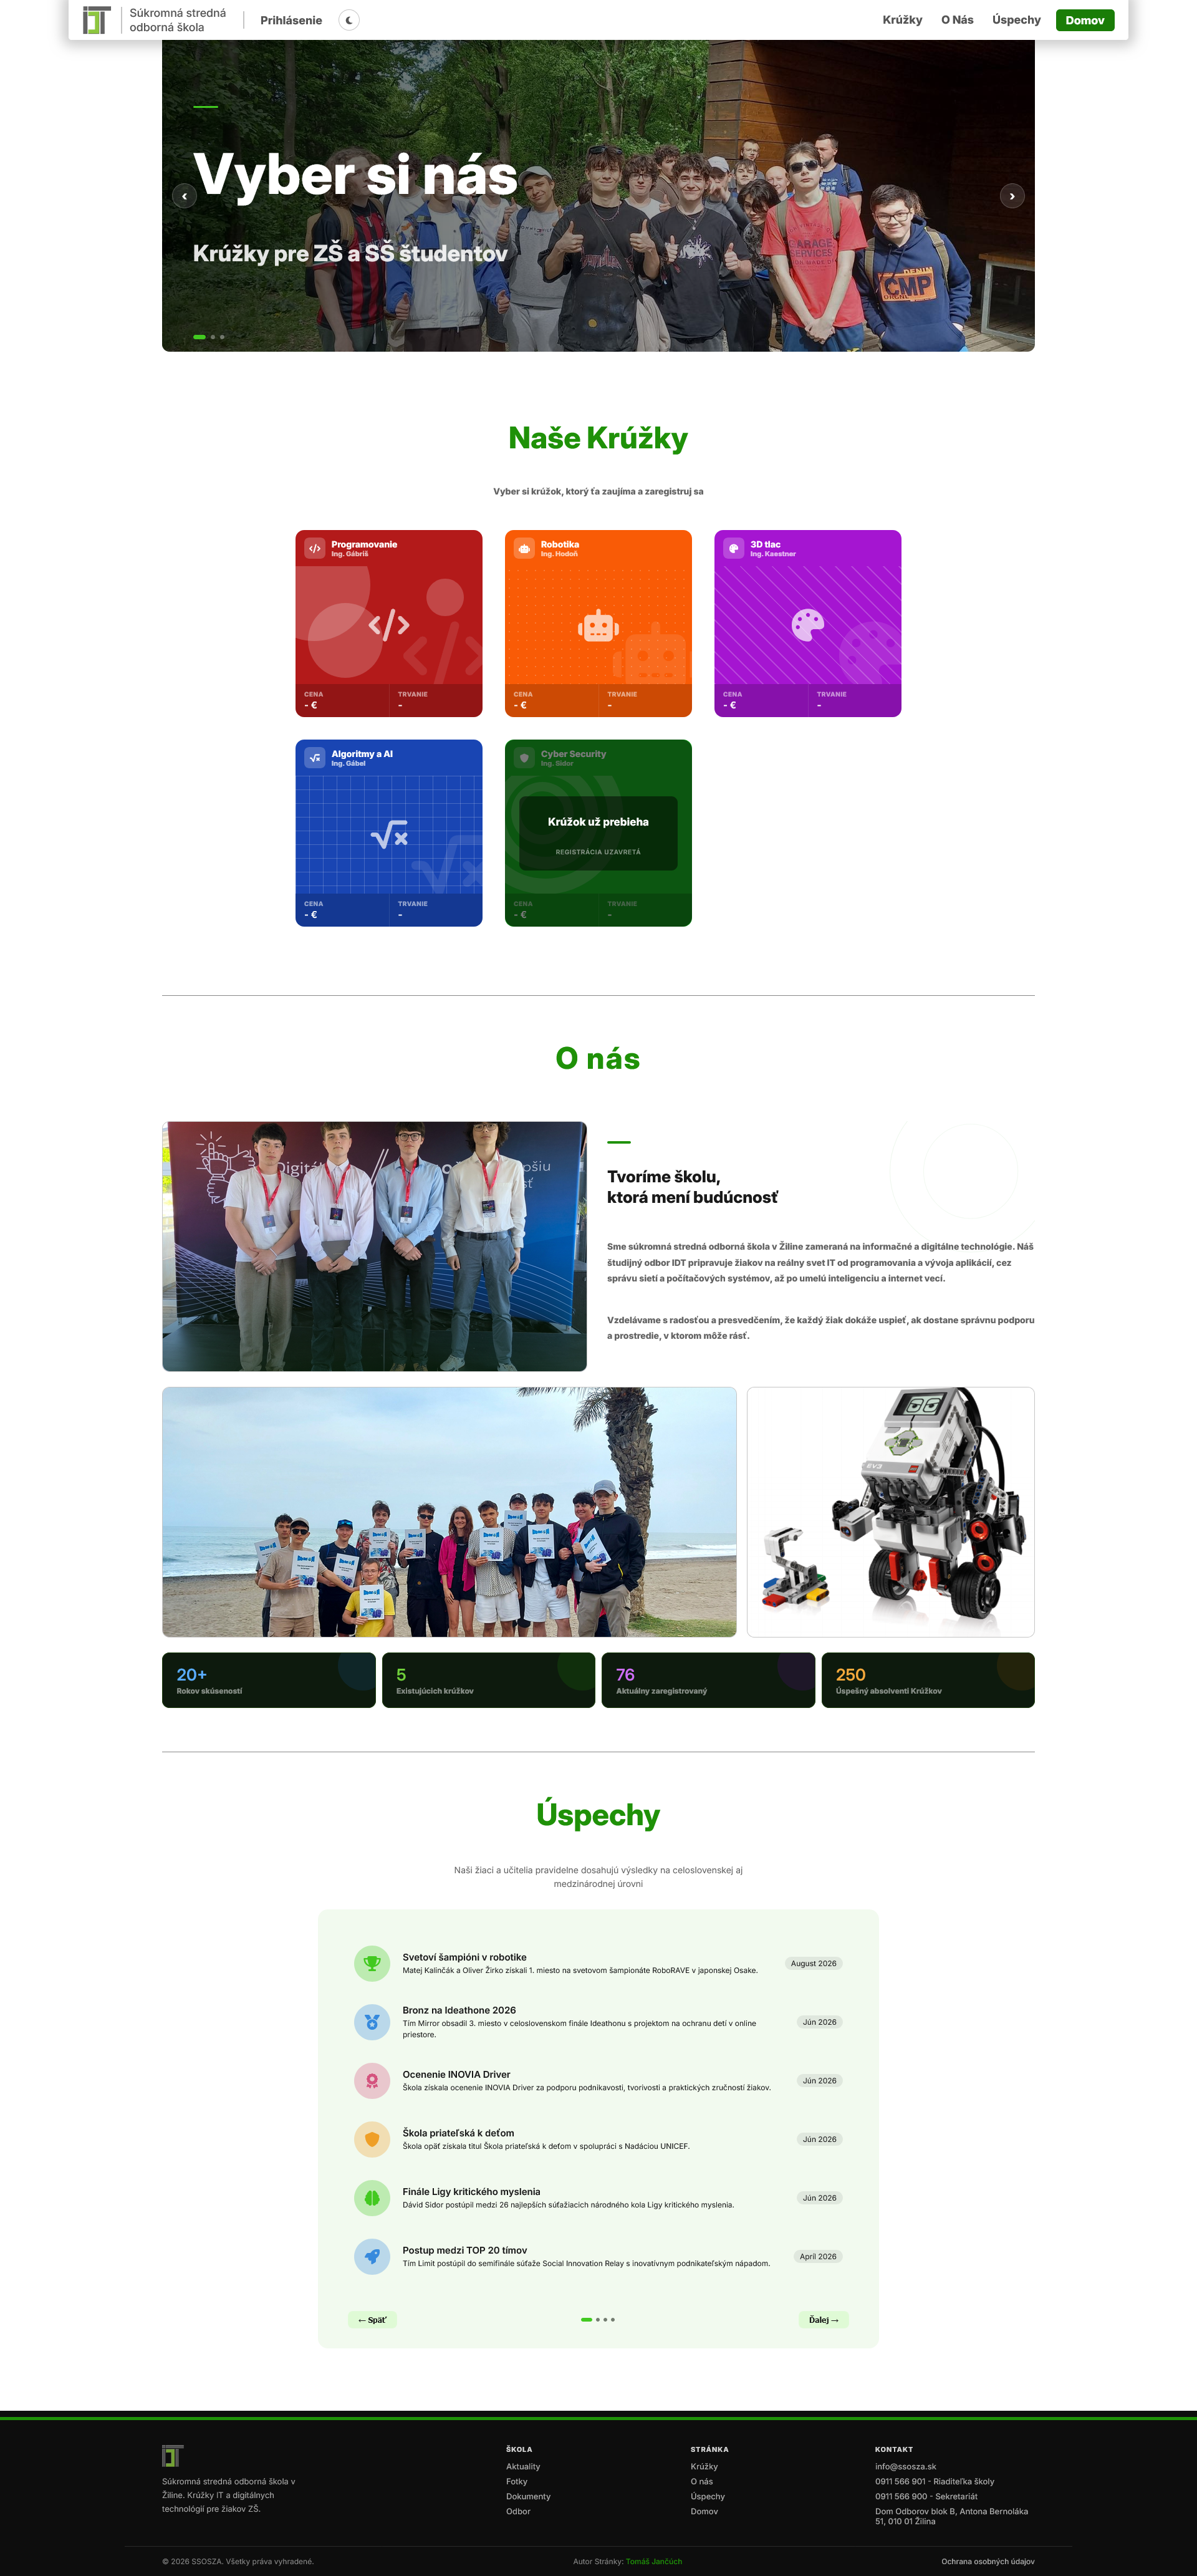 Súkromná stredná
odborná škola
Prihlásenie
Krúžky
O Nás
Úspechy
Domov
Vyber si nás
Krúžky pre ZŠ a SŠ študentov
GARAGE
SERVICES
DENIM
CMP
Naše Krúžky
Vyber si krúžok, ktorý ťa zaujíma a zaregistruj sa
Programovanie
Ing. Gábriš
CENA
- €
TRVANIE
-
Robotika
Ing. Hodoň
CENA
- €
TRVANIE
-
3D tlac
Ing. Kaestner
CENA
- €
TRVANIE
-
Algoritmy a AI
Ing. Gábel
CENA
- €
TRVANIE
-
Cyber Security
Ing. Sidor
Krúžok už prebieha
REGISTRÁCIA UZAVRETÁ
CENA
- €
TRVANIE
-
O nás
Tvoríme školu,
ktorá mení budúcnosť
Sme súkromná stredná odborná škola v Žiline zameraná na informačné a digitálne technológie. Náš
študijný odbor IDT pripravuje žiakov na reálny svet IT od programovania a vývoja aplikácií, cez
správu sietí a počítačových systémov, až po umelú inteligenciu a internet vecí.
Vzdelávame s radosťou a presvedčením, že každý žiak dokáže uspieť, ak dostane správnu podporu
a prostredie, v ktorom môže rásť.
EV3
20+
Rokov skúseností
5
Existujúcich krúžkov
76
Aktuálny zaregistrovaný
250
Úspešný absolventi Krúžkov
Úspechy
Naši žiaci a učitelia pravidelne dosahujú výsledky na celoslovenskej aj
medzinárodnej úrovni
Svetoví šampióni v robotike
Matej Kalinčák a Oliver Žirko získali 1. miesto na svetovom šampionáte RoboRAVE v japonskej Osake.
August 2026
Bronz na Ideathone 2026
Tím Mirror obsadil 3. miesto v celoslovenskom finále Ideathonu s projektom na ochranu detí v online
priestore.
Jún 2026
Ocenenie INOVIA Driver
Škola získala ocenenie INOVIA Driver za podporu podnikavosti, tvorivosti a praktických zručností žiakov.
Jún 2026
Škola priateľská k deťom
Škola opäť získala titul Škola priateľská k deťom v spolupráci s Nadáciou UNICEF.
Jún 2026
Finále Ligy kritického myslenia
Dávid Sidor postúpil medzi 26 najlepších súťažiacich národného kola Ligy kritického myslenia.
Jún 2026
Postup medzi TOP 20 tímov
Tím Limit postúpil do semifinále súťaže Social Innovation Relay s inovatívnym podnikateľským nápadom.
Apríl 2026
← Späť
Ďalej →
Súkromná stredná odborná škola v
Žiline. Krúžky IT a digitálnych
technológií pre žiakov ZŠ.
ŠKOLA
Aktuality
Fotky
Dokumenty
Odbor
STRÁNKA
Krúžky
O nás
Úspechy
Domov
KONTAKT
info@ssosza.sk
0911 566 901 - Riaditeľka školy
0911 566 900 - Sekretariát
Dom Odborov blok B, Antona Bernoláka
51, 010 01 Žilina
© 2026 SSOSZA. Všetky práva vyhradené.
Autor Stránky: Tomáš Jančúch
Ochrana osobných údajov